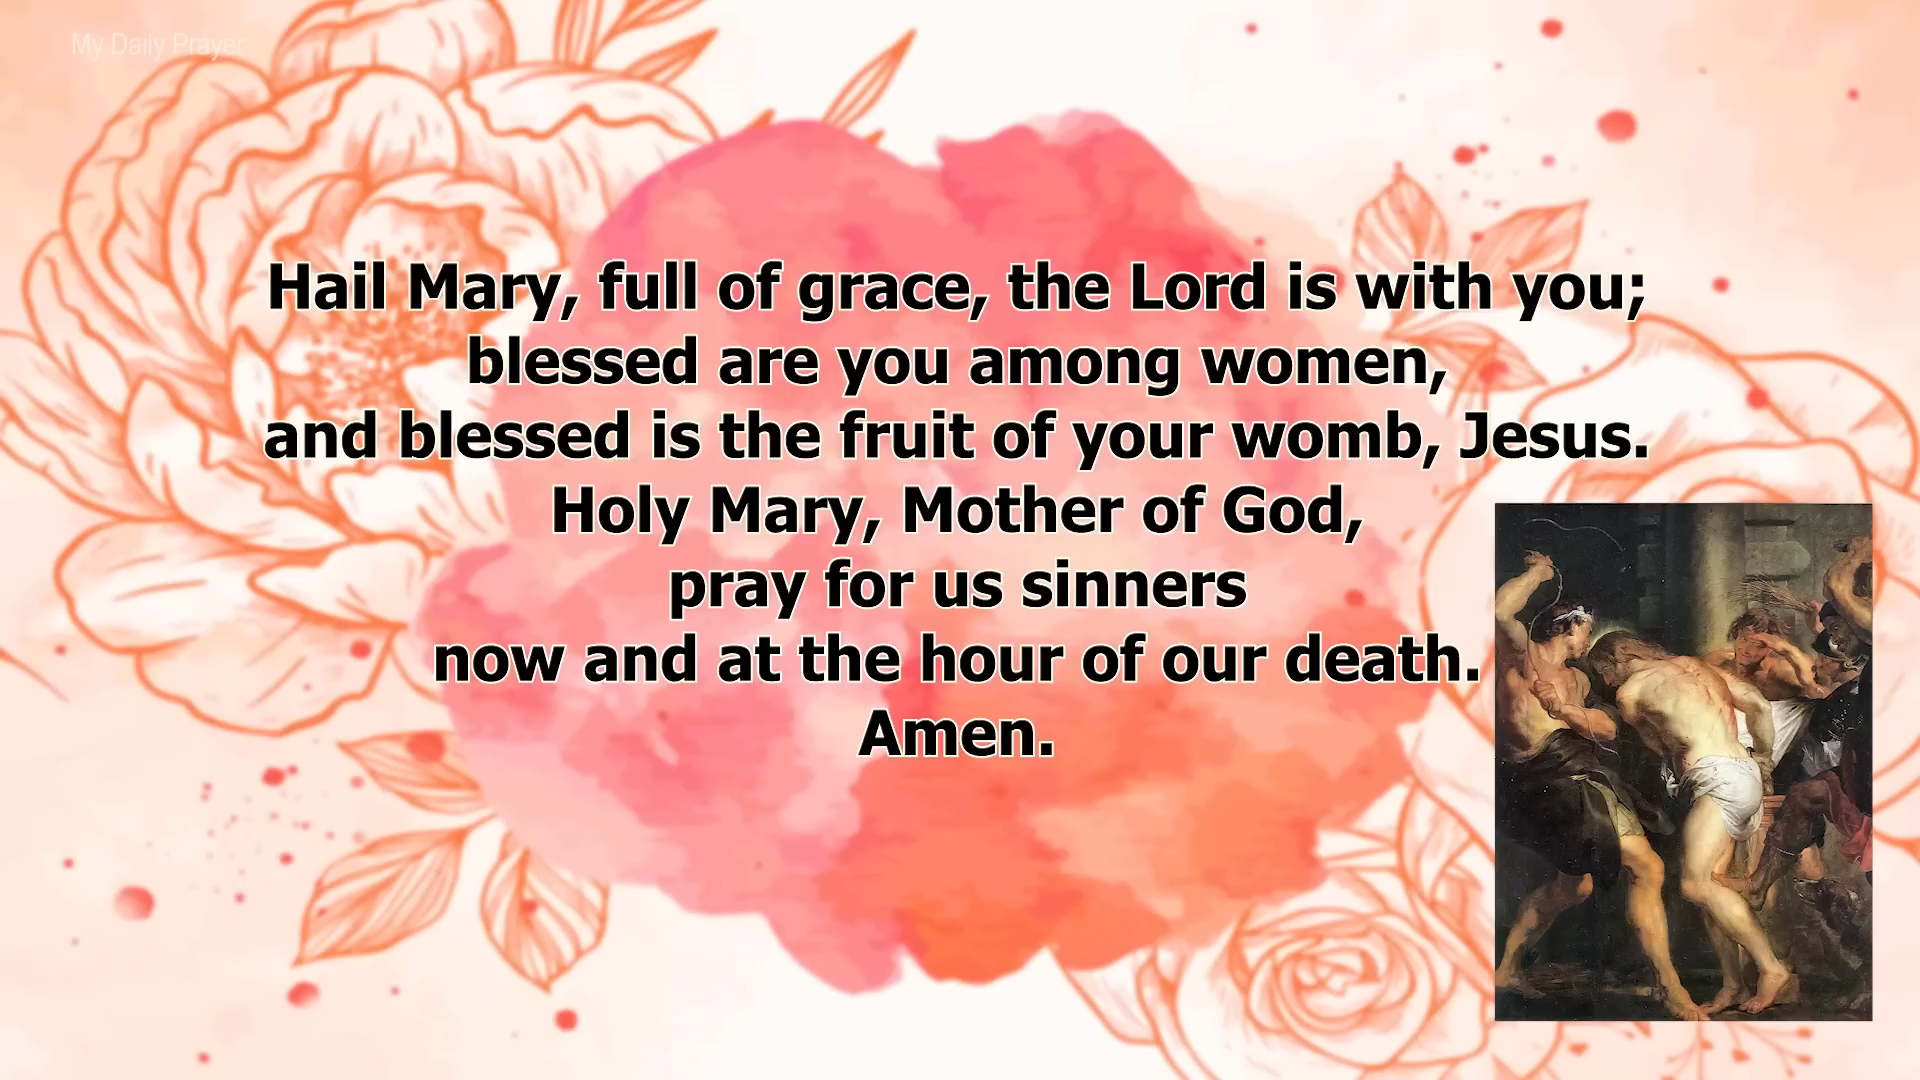 My Daily Prayer
Hail Mary, full of grace, the Lord is with you;
blessed are you among women,
and blessed is the fruit of your womb, Jesus.
Holy Mary, Mother of God,
pray for us sinners
now and at the hour of our death.
Amen.